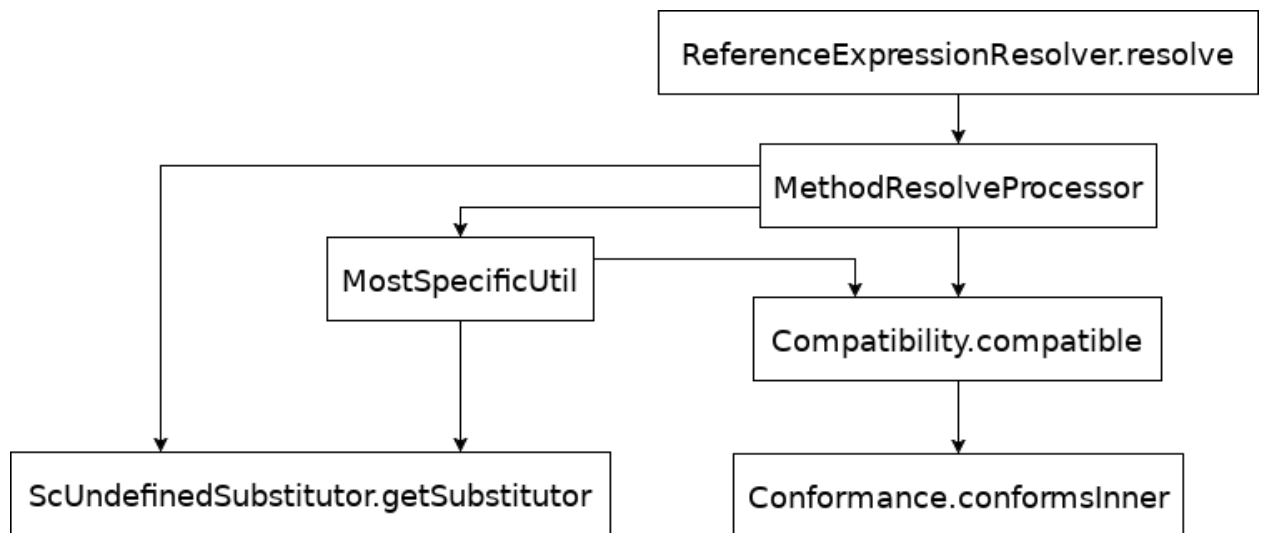 ReferenceExpressionResolver.resolve
MethodResolveProcessor
MostSpecificUtil
Compatibility.compatible
ScUndefinedSubstitutor.getSubstitutor
Conformance.conformsInner